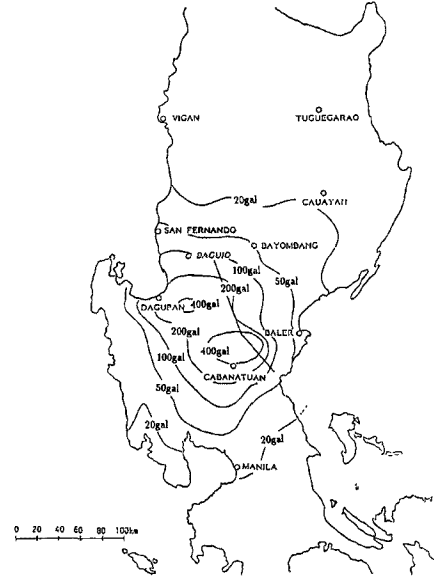 VIGAN
TUGUEGARAO
20gal
CAUAYAN
SAN FERNANDO
BAYOMBANG
BAGUIO
100gal
50gal
200gal
DAGUPAN
400gal
200gal
BALER
400gal
100gal
CABANATUAN
50gal
20gal
20gal
MANILA
0 20 40 60 80 100km